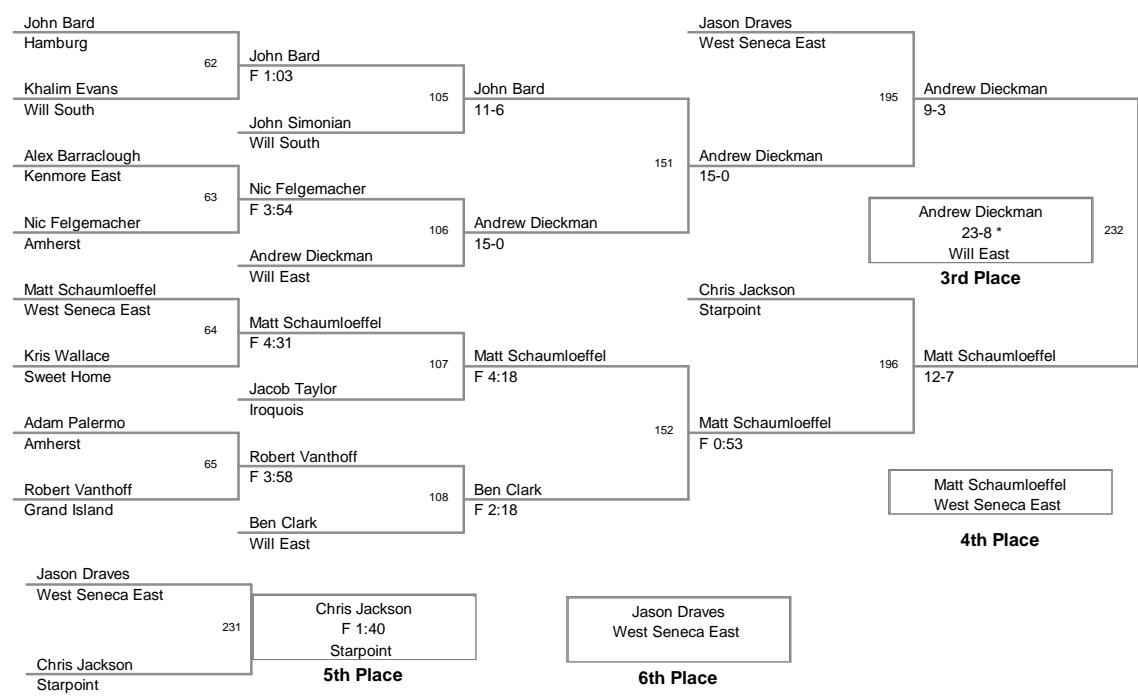 John Bard
Hamburg
62
Khalim Evans
Will South
Alex Barraclough
Kenmore East
63
Nic Felgemacher
Amherst
Matt Schaumloeffel
West Seneca East
64
Kris Wallace
Sweet Home
Adam Palermo
Amherst
65
Robert Vanthoff
Grand Island
John Bard
F 1:03
105
John Simonian
Will South
Nic Felgemacher
F 3:54
106
Andrew Dieckman
Will East
Matt Schaumloeffel
F 4:31
107
Jacob Taylor
Iroquois
Robert Vanthoff
F 3:58
108
Ben Clark
Will East
John Bard
11-6
151
Andrew Dieckman
15-0
Matt Schaumloeffel
F 4:18
152
Ben Clark
F 2:18
Jason Draves
West Seneca East
195
Andrew Dieckman
15-0
Chris Jackson
Starpoint
196
Matt Schaumloeffel
F 0:53
Andrew Dieckman
9-3
232
Matt Schaumloeffel
12-7
Andrew Dieckman
23-8 *
Will East
3rd Place
Matt Schaumloeffel
West Seneca East
4th Place
Jason Draves
West Seneca East
231
Chris Jackson
Starpoint
Chris Jackson
F 1:40
Starpoint
5th Place
Jason Draves
West Seneca East
6th Place